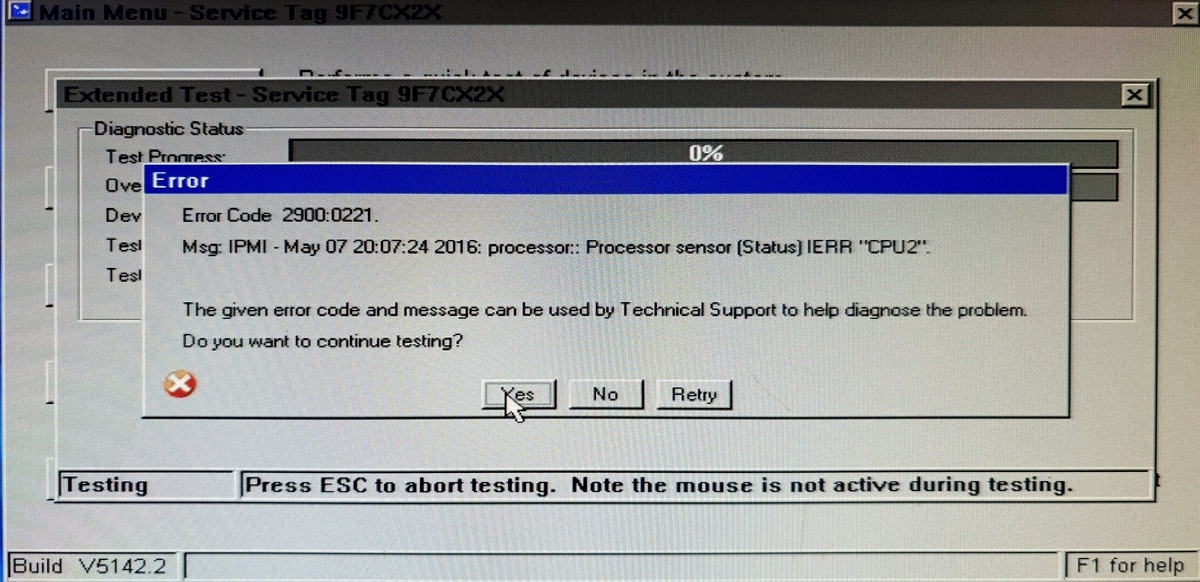 Main Menu - Service Tag 9F7CX2X
Performs a quick test of devices in the system
Extended Test - Service Tag 9F7CX2X
Diagnostic Status
Test Progress:
0%
Error
Ove
Dev
Test
Test
Error Code 2900:0221.
Msg: IPMI - May 07 20:07:24 2016: processor:: Processor sensor (Status) IERR "CPU2".
The given error code and message can be used by Technical Support to help diagnose the problem.
Do you want to continue testing?
Yes
No
Retry
Testing
Press ESC to abort testing. Note the mouse is not active during testing.
Build V5142.2
F1 for help